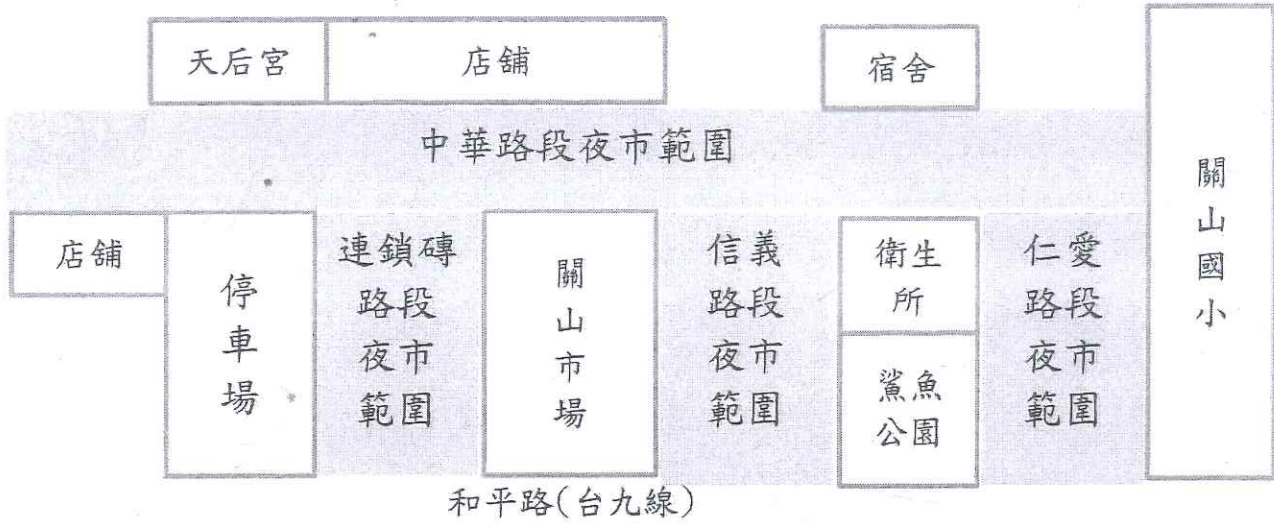 天后宮
店舖
宿舍
中華路段夜市範圍
店舖
停車場
連鎖磚
路段
夜市
範圍
關山市場
信義
路段
夜市
範圍
衛生
所
鯊魚
公園
仁愛
路段
夜市
範圍
關山國小
和平路(台九線)